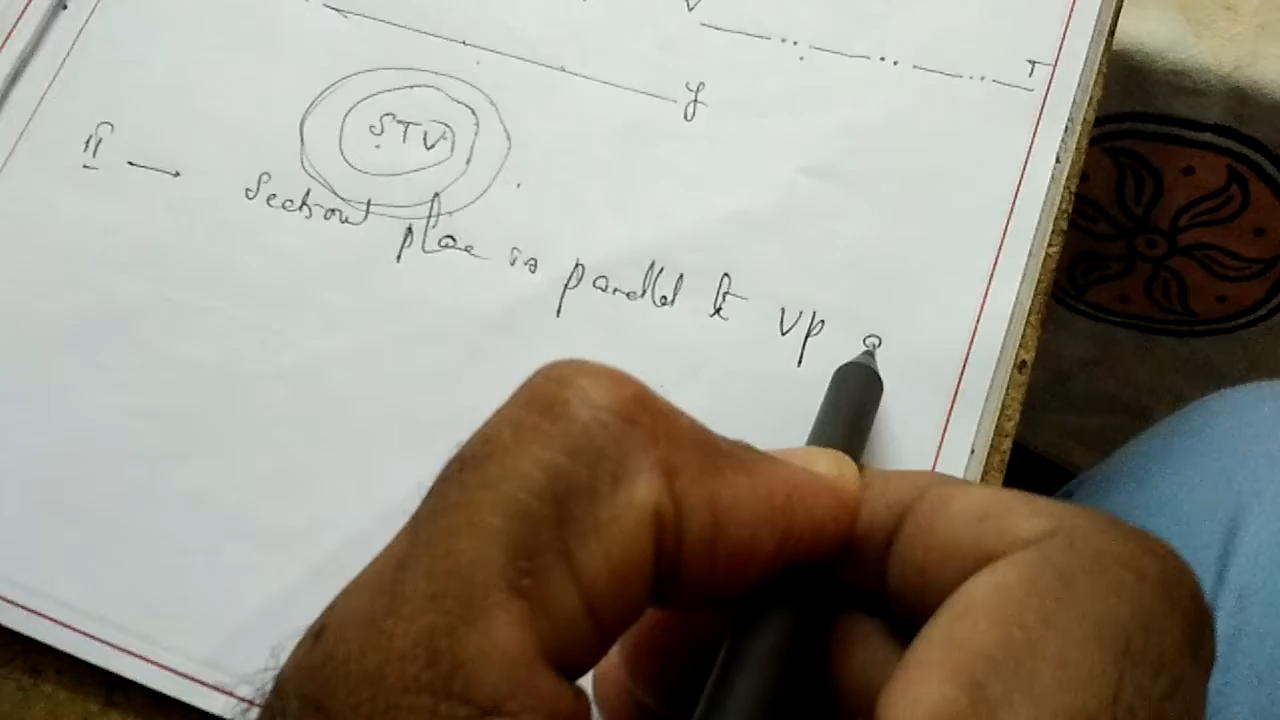 V
T
y
STV
II → Section plane is parallel to VP